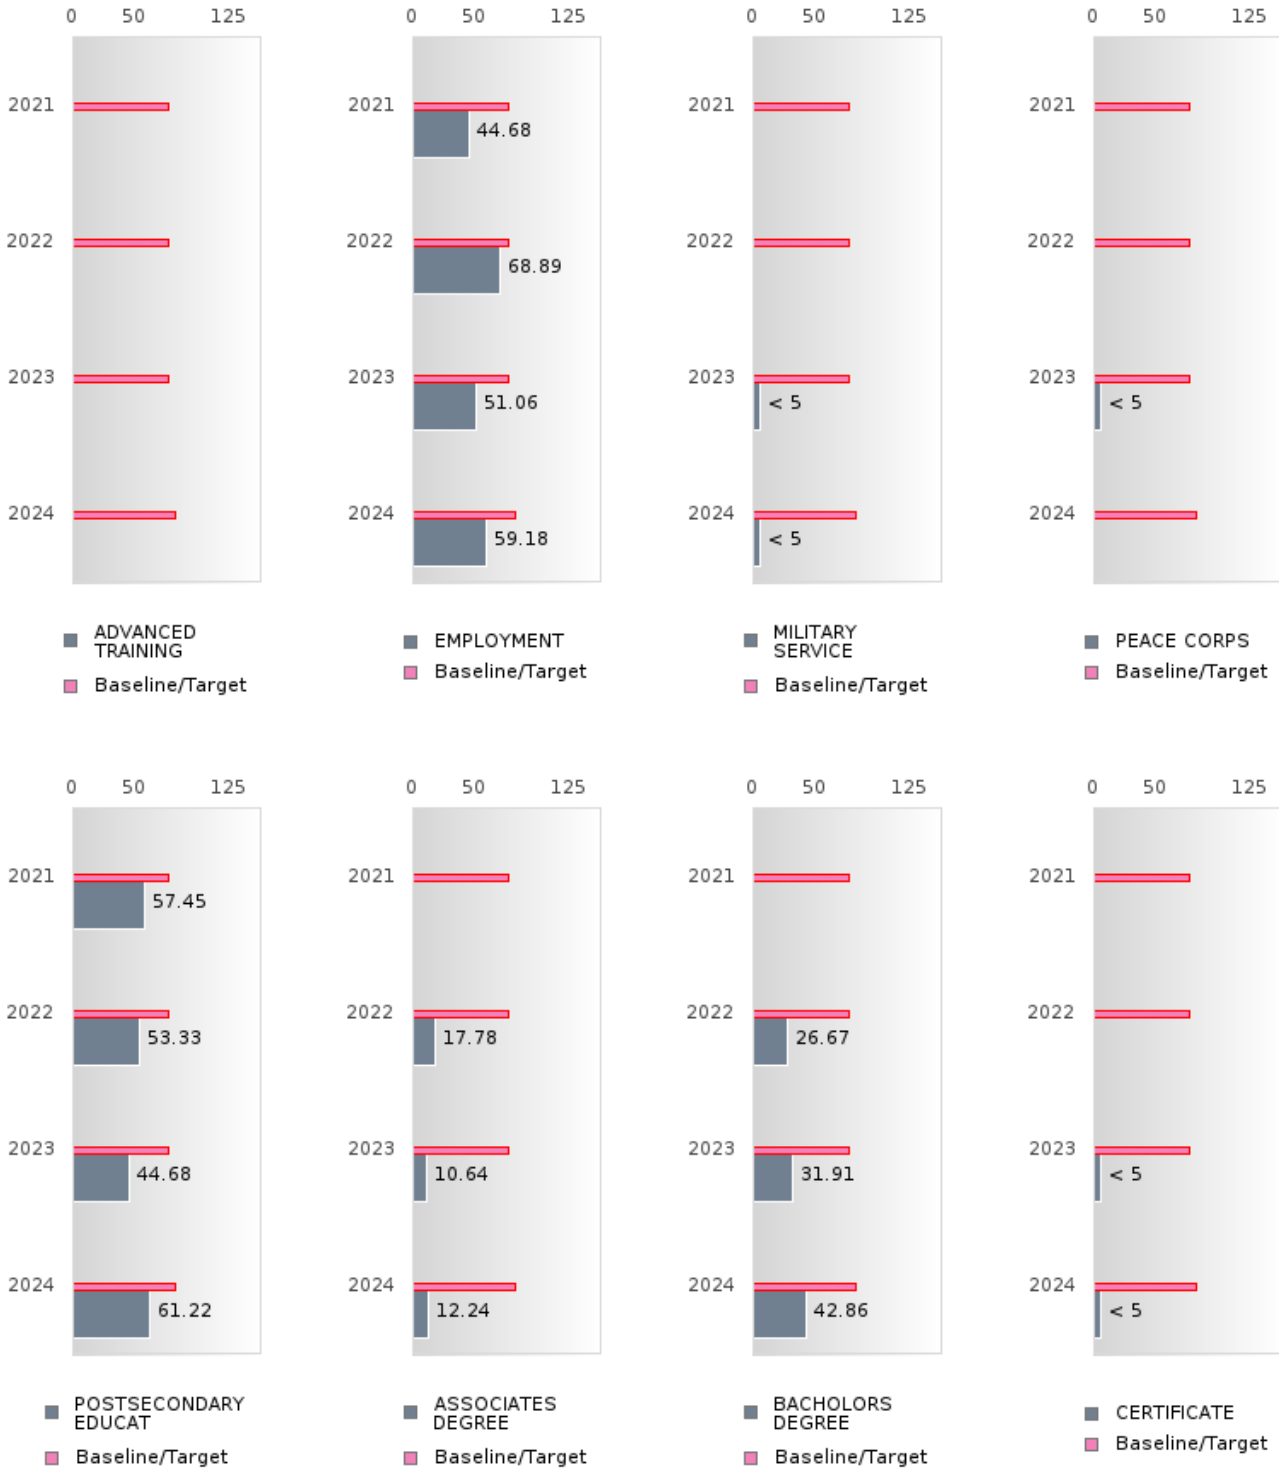 0 50 125 0 50 125 0 50 125 0 50 125
2021 2021 2021 2021
44.68
2022 2022 2022 2022
68.89
2023 2023 2023 2023
51.06 < 5 < 5
2024 2024 2024 2024
59.18 < 5
ADVANCED TRAINING
Baseline/Target
EMPLOYMENT
Baseline/Target
MILITARY SERVICE
Baseline/Target
PEACE CORPS
Baseline/Target
0 50 125 0 50 125 0 50 125 0 50 125
2021 2021 2021 2021
57.45
2022 2022 2022 2022
53.33 17.78 26.67
2023 2023 2023 2023
44.68 10.64 31.91 < 5
2024 2024 2024 2024
61.22 12.24 42.86 < 5
POSTSECONDARY
EDUCAT
Baseline/Target
ASSOCIATES
DEGREE
Baseline/Target
BACHOLORS
DEGREE
Baseline/Target
CERTIFICATE
Baseline/Target